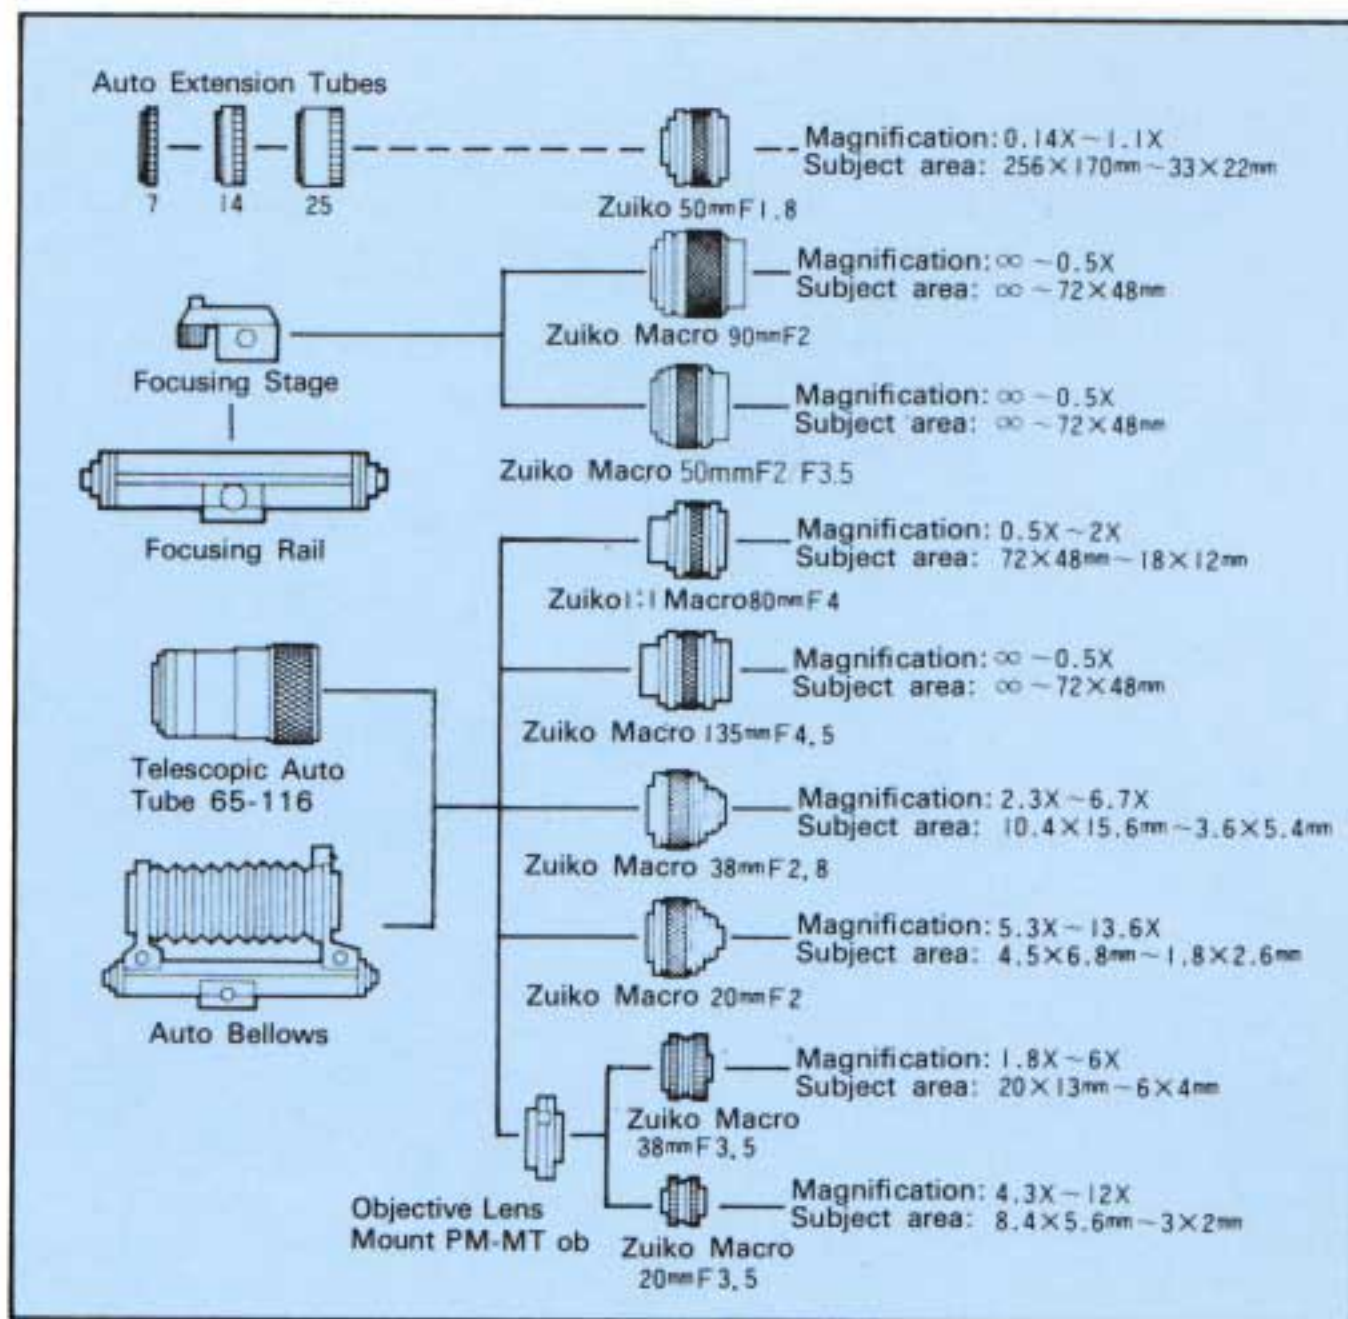 Auto Extension Tubes
7 14 25
Zuiko 50mmF1.8
Magnification: 0.14X~1.1X
Subject area: 256×170mm~33×22mm
Focusing Stage
Zuiko Macro 90mmF2
Magnification: ∞ ~0.5X
Subject area: ∞ ~72×48mm
Zuiko Macro 50mmF2 F3.5
Magnification: ∞ ~0.5X
Subject area: ∞ ~72×48mm
Focusing Rail
Zuiko1:1Macro80mmF4
Magnification: 0.5X~2X
Subject area: 72×48mm~18×12mm
Zuiko Macro 135mmF4,5
Magnification: ∞ ~0.5X
Subject area: ∞ ~72×48mm
Telescopic Auto
Tube 65-116
Zuiko Macro 38mmF2,8
Magnification: 2.3X~6.7X
Subject area: 10.4×15.6mm~3.6×5.4mm
Zuiko Macro 20mmF2
Magnification: 5.3X~13.6X
Subject area: 4.5×6.8mm~1.8×2.6mm
Auto Bellows
Zuiko Macro
38mmF3,5
Magnification: 1.8X~6X
Subject area: 20×13mm~6×4mm
Objective Lens
Mount PM-MT ob
Zuiko Macro
20mmF3,5
Magnification: 4.3X~12X
Subject area: 8.4×5.6mm~3×2mm